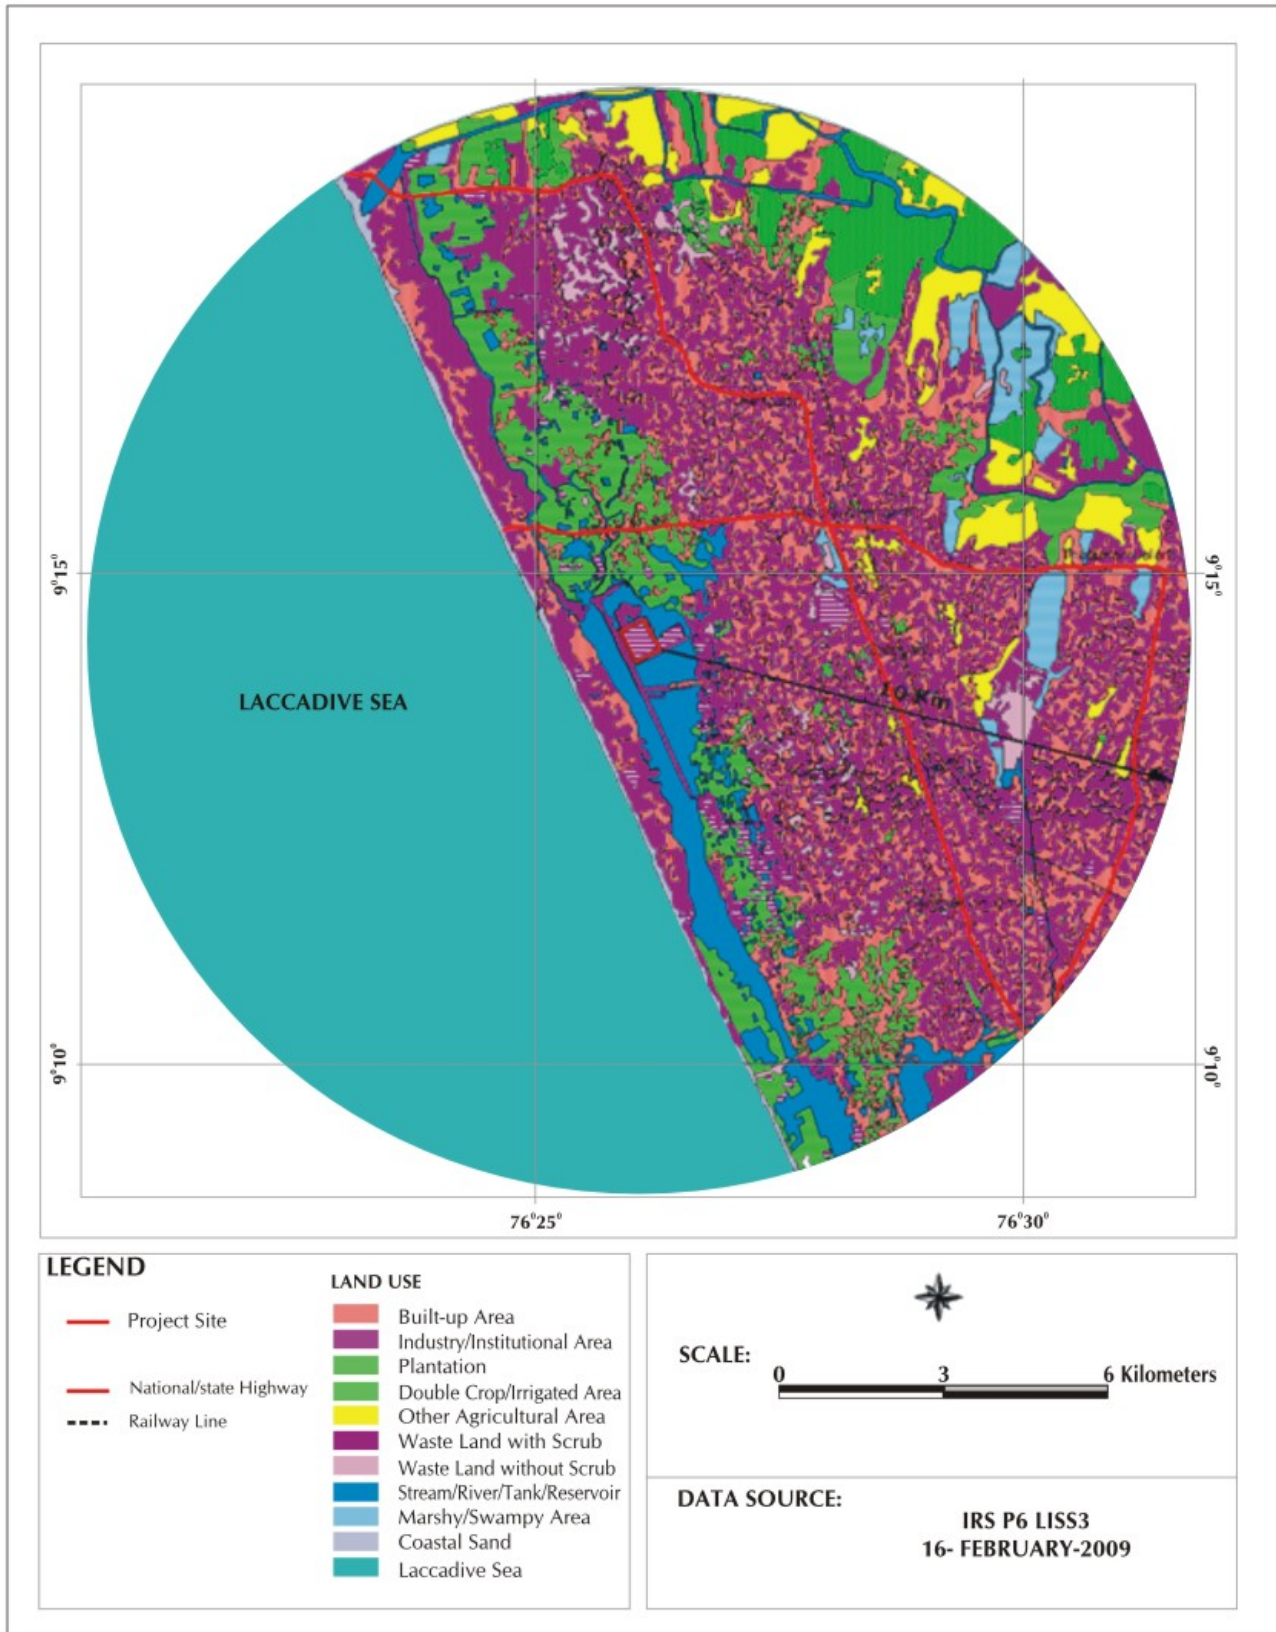 9°15°
9°15°
LACCADIVE SEA
10 Km
9°10°
9°10°
76°25°
76°30°
LEGEND
Project Site
National/state Highway
Railway Line
LAND USE
Built-up Area
Industry/Institutional Area
Plantation
Double Crop/Irrigated Area
Other Agricultural Area
Waste Land with Scrub
Waste Land without Scrub
Stream/River/Tank/Reservoir
Marshy/Swampy Area
Coastal Sand
Laccadive Sea
SCALE:
0 3 6 Kilometers
DATA SOURCE:
IRS P6 LISS3
16- FEBRUARY-2009